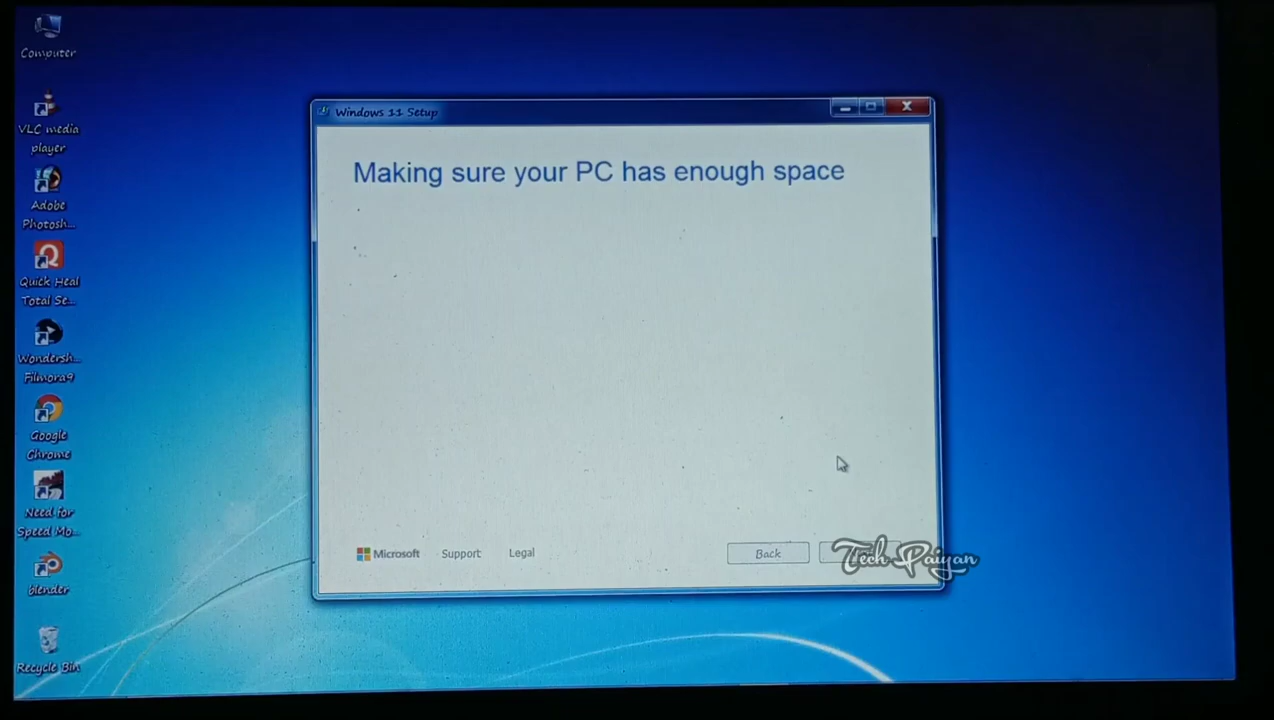 Computer
VLC media
player
Adobe
Photosh...
Quick Heal
Total Se...
Wondersh...
Filmora9
Google
Chrome
Need for
Speed Mo...
blender
Recycle Bin
Windows 11 Setup
Making sure your PC has enough space
Microsoft
Support
Legal
Back
Tech Paiyan